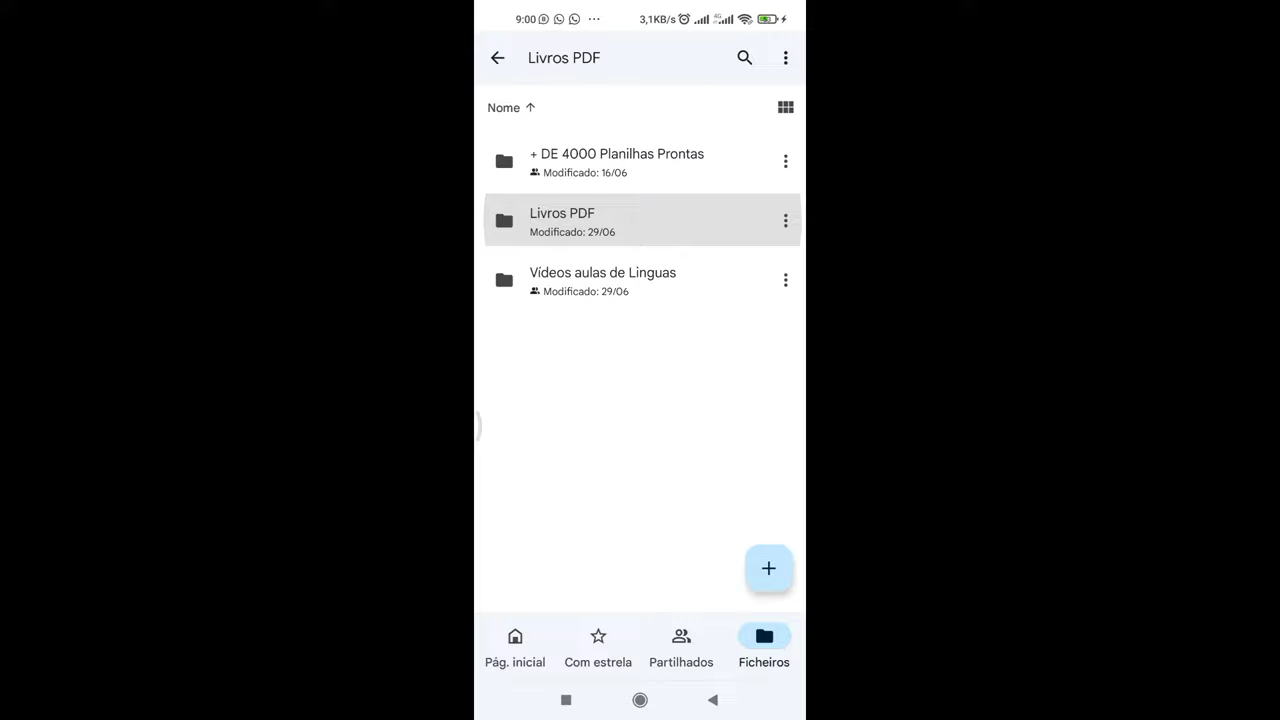 9:00 ... 3,1KB/s 4G
Livros PDF
Nome ↑
+ DE 4000 Planilhas Prontas
Modificado: 16/06
Livros PDF
Modificado: 29/06
Vídeos aulas de Linguas
Modificado: 29/06
Pág. inicial Com estrela Partilhados Ficheiros